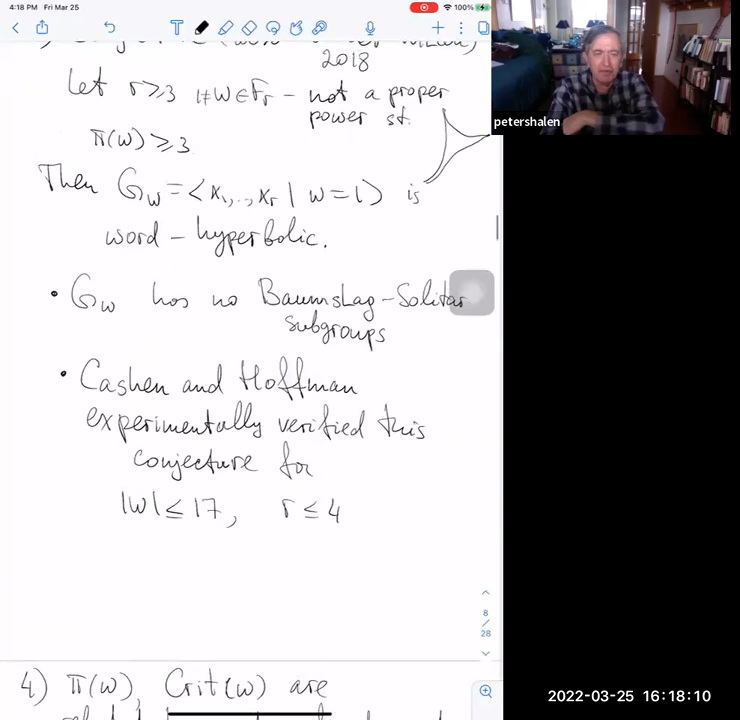 4:18 PM Fri Mar 25
100%
2018
Let r≥3 1≠w∈Fr – not a proper
power st.
π(w) ≥ 3
Then Gw = <x1,..,xr | w=1> is
word-hyperbolic.
• Gw has no Baumslag-Solitar
subgroups
• Cashen and Hoffman
experimentally verified this
conjecture for
|w| ≤ 17, r ≤ 4
8
/
28
4) π(w), Crit(w) are
petershalen
2022-03-25 16:18:10